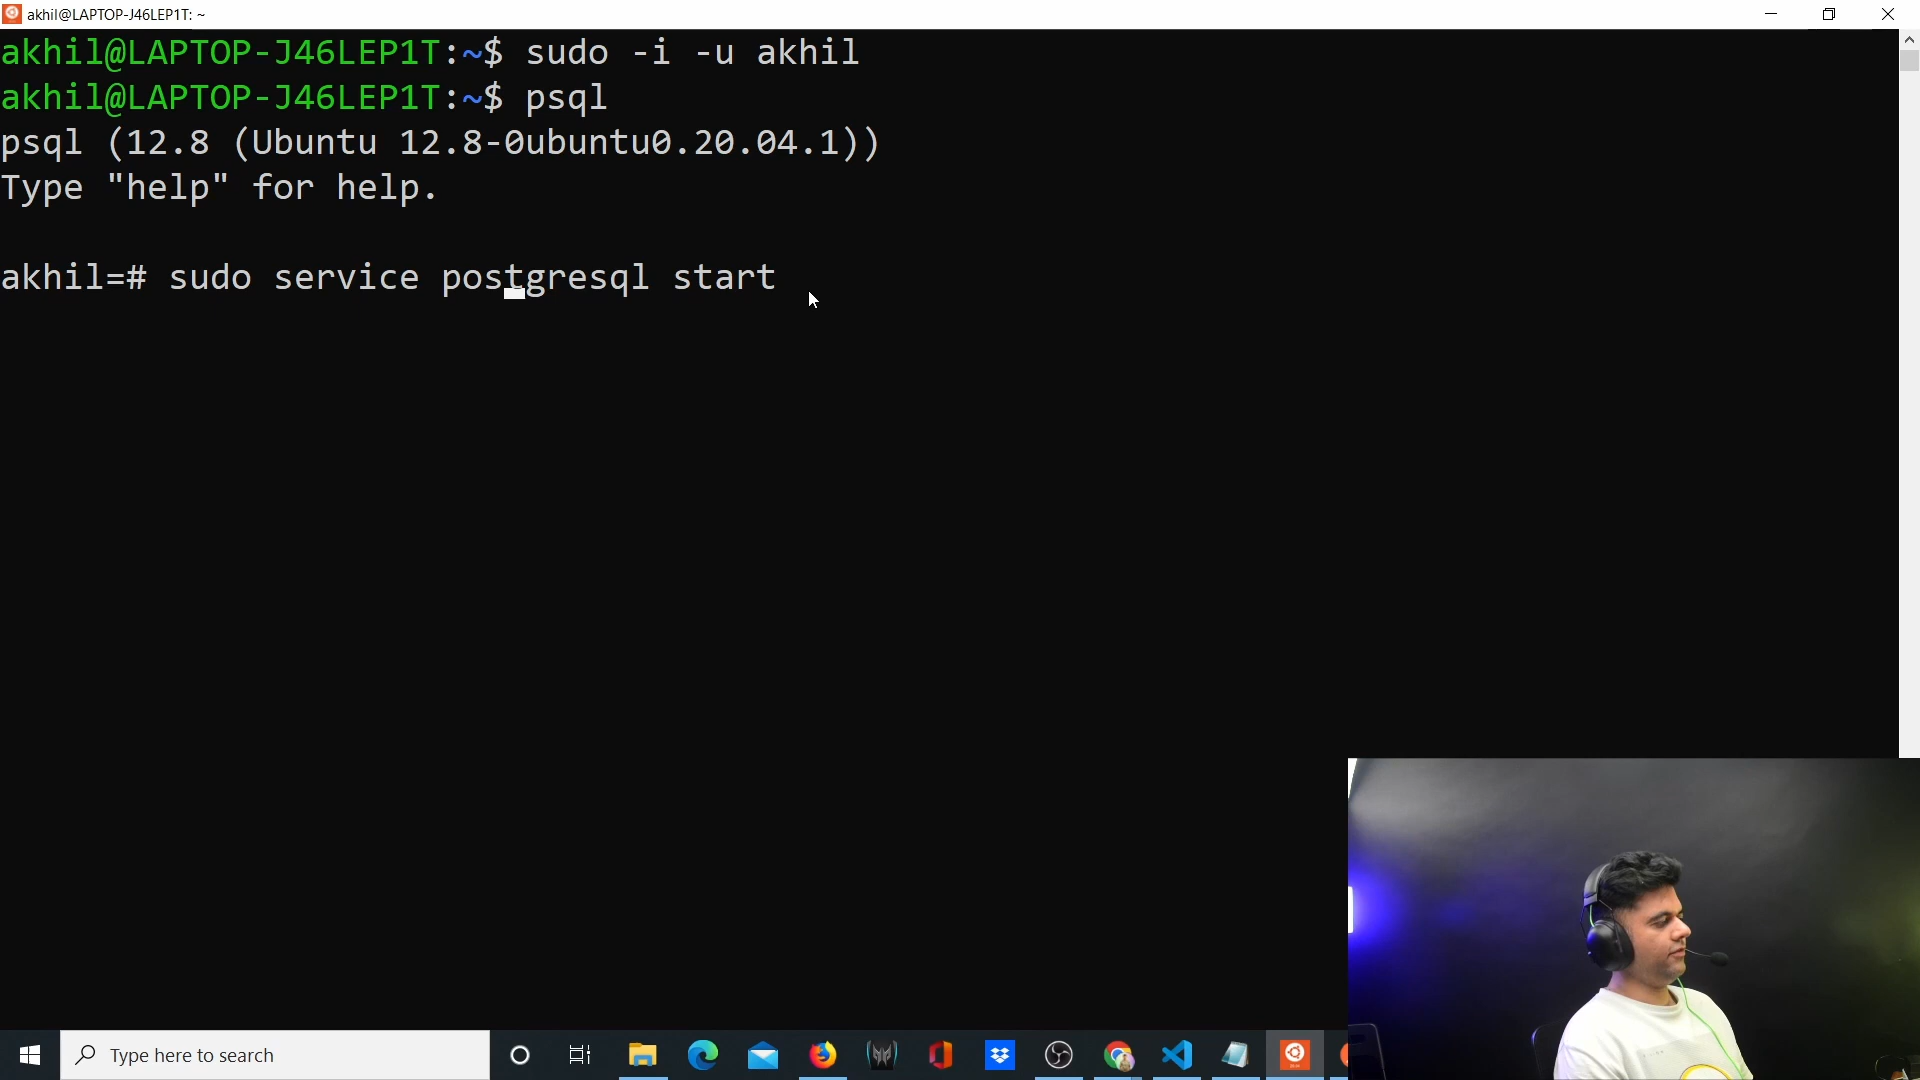 akhil@LAPTOP-J46LEP1T: ~
akhil@LAPTOP-J46LEP1T:~$ sudo -i -u akhil
akhil@LAPTOP-J46LEP1T:~$ psql
psql (12.8 (Ubuntu 12.8-0ubuntu0.20.04.1))
Type "help" for help.
akhil=# sudo service postgresql start
Type here to search